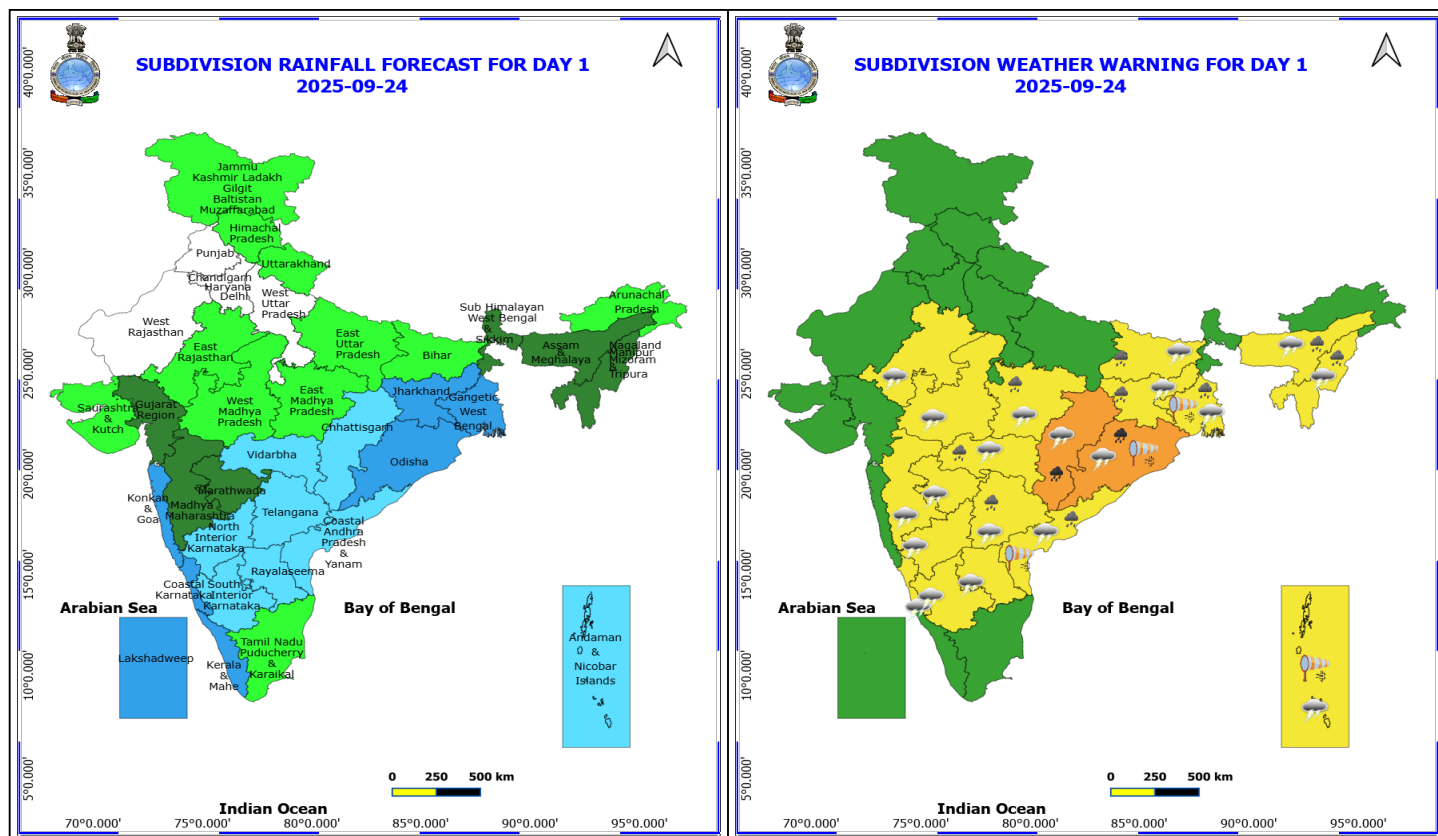 SUBDIVISION RAINFALL FORECAST FOR DAY 1
2025-09-24
40°0.000'
35°0.000'
30°0.000'
25°0.000'
20°0.000'
15°0.000'
10°0.000'
5°0.000'
Jammu
Kashmir Ladakh
Gilgit
Baltistan
Muzaffarabad
Himachal
Pradesh
Punjab
Uttarakhand
Chandigarh
Haryana
Delhi
West
Uttar
Pradesh
West
Rajasthan
East
Rajasthan
East
Uttar
Pradesh
Bihar
Sub Himalayan
West Bengal
&
Sikkim
Arunachal
Pradesh
Assam
&
Meghalaya
Nagaland
Manipur
Mizoram
&
Tripura
Saurashtra
&
Kutch
Gujarat
Region
West
Madhya
Pradesh
East
Madhya
Pradesh
Jharkhand
Gangetic
West
Bengal
Chhattisgarh
Vidarbha
Odisha
Konkan
&
Goa
Madhya
Maharashtra
Marathwada
Telangana
North
Interior
Karnataka
Coastal
Andhra
Pradesh
&
Yanam
Rayalaseema
Coastal
Karnataka
South
Interior
Karnataka
Arabian Sea
Bay of Bengal
Lakshadweep
Kerala
&
Mahe
Tamil Nadu
Puducherry
&
Karaikal
Andaman
&
Nicobar
Islands
0 250 500 km
Indian Ocean
70°0.000' 75°0.000' 80°0.000' 85°0.000' 90°0.000' 95°0.000'
SUBDIVISION WEATHER WARNING FOR DAY 1
2025-09-24
40°0.000'
35°0.000'
30°0.000'
25°0.000'
20°0.000'
15°0.000'
10°0.000'
5°0.000'
Arabian Sea
Bay of Bengal
0 250 500 km
Indian Ocean
70°0.000' 75°0.000' 80°0.000' 85°0.000' 90°0.000' 95°0.000'